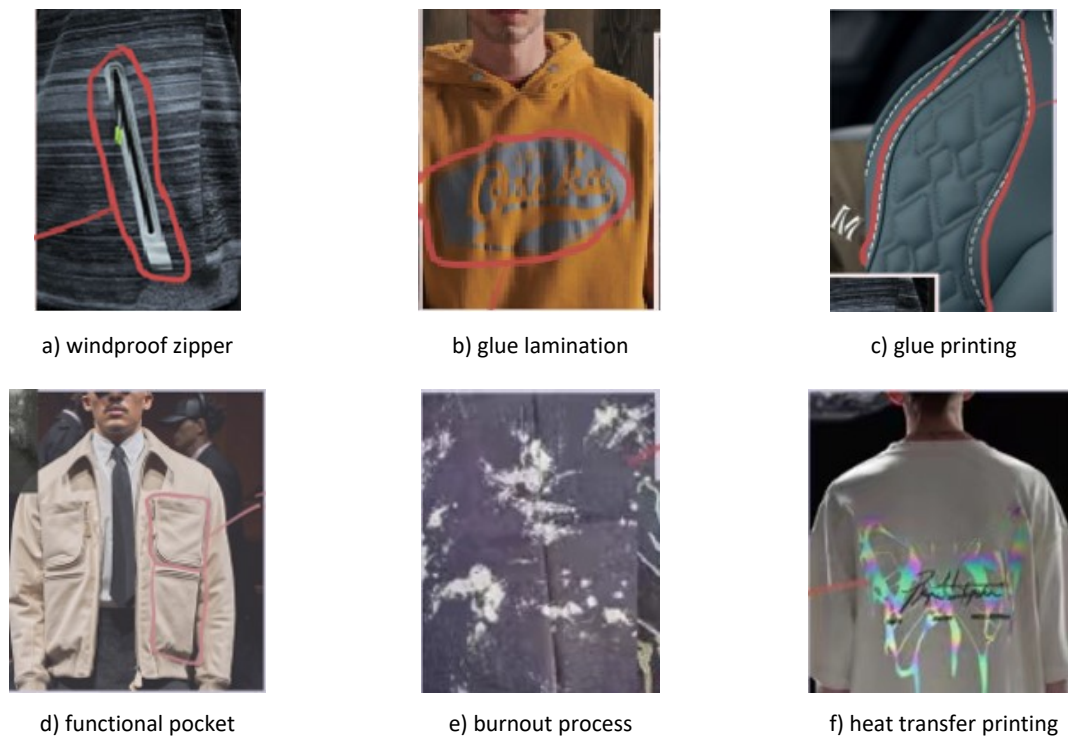 M
a) windproof zipper
b) glue lamination
c) glue printing
d) functional pocket
e) burnout process
f) heat transfer printing